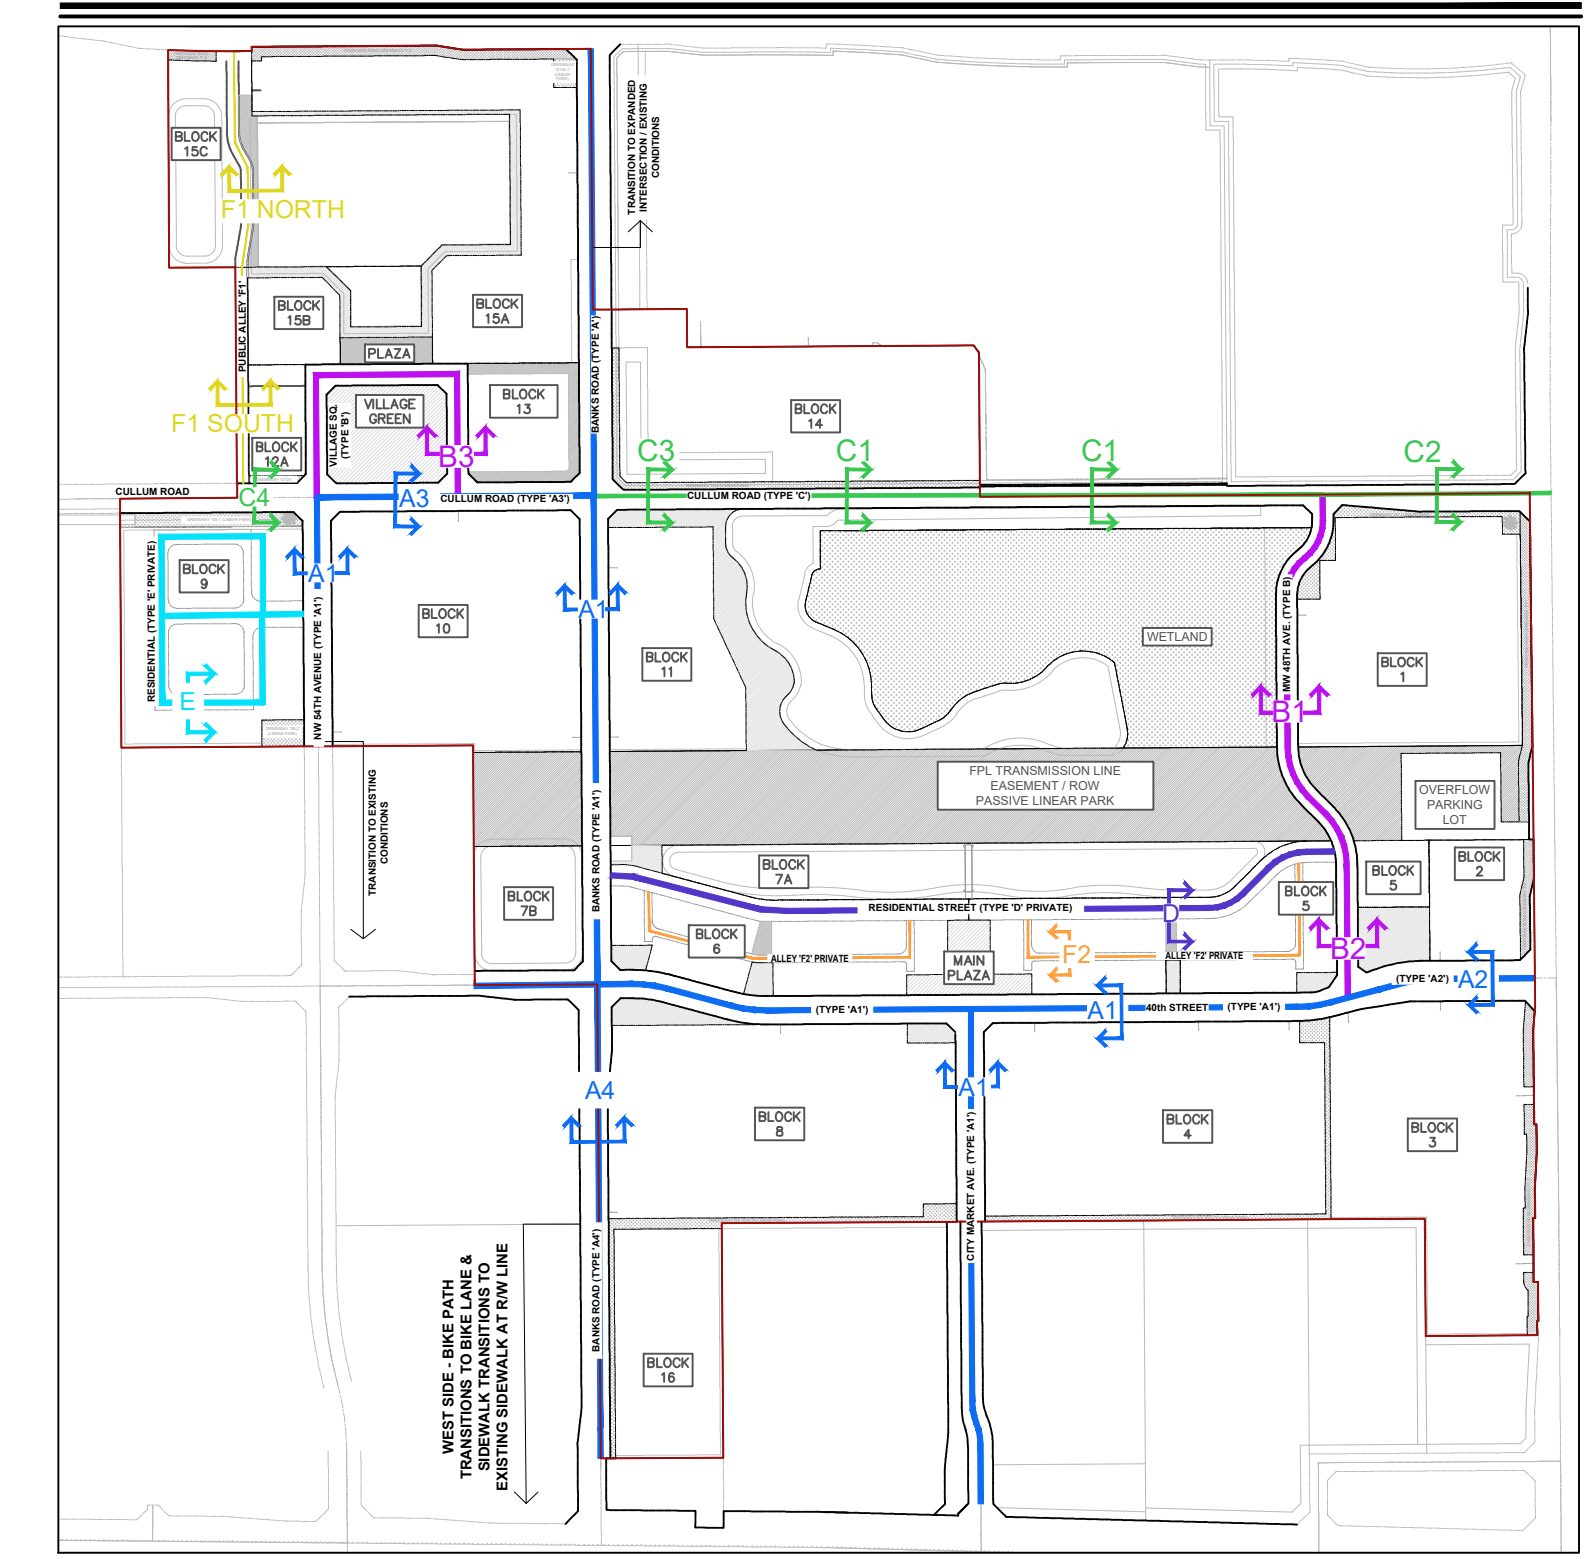 BLOCK
15C
F1 NORTH
TRANSITION TO EXPANDED
INTERSECTION / EXISTING
CONDITIONS
PUBLIC ALLEY 'F1'
BLOCK
15B
BLOCK
15A
PLAZA
BANKS ROAD (TYPE 'A')
F1 SOUTH
VILLAGE SQ.
(TYPE 'B')
VILLAGE
GREEN
BLOCK
13
BLOCK
14
BLOCK
12A
B3
C3
C1
C1
C2
CULLUM ROAD
C4
A3
CULLUM ROAD (TYPE 'A3')
CULLUM ROAD (TYPE 'C')
RESIDENTIAL (TYPE 'E' PRIVATE)
BLOCK
9
A1
A1
BLOCK
10
BLOCK
11
WETLAND
MW 48TH AVE. (TYPE B)
BLOCK
1
E
NW 54TH AVENUE (TYPE 'A1')
B1
TRANSITION TO EXISTING
CONDITIONS
BANKS ROAD (TYPE 'A1')
FPL TRANSMISSION LINE
EASEMENT / ROW
PASSIVE LINEAR PARK
OVERFLOW
PARKING
LOT
BLOCK
7A
BLOCK
7B
BLOCK
5
BLOCK
5
BLOCK
2
RESIDENTIAL STREET (TYPE 'D' PRIVATE)
D
BLOCK
6
ALLEY 'F2' PRIVATE
MAIN
PLAZA
F2
ALLEY 'F2' PRIVATE
B2
(TYPE 'A2')
A2
(TYPE 'A1')
A1
40th STREET
(TYPE 'A1')
A4
A1
BLOCK
8
BLOCK
4
BLOCK
3
CITY MARKET AVE. (TYPE 'A1')
BANKS ROAD (TYPE 'A4')
WEST SIDE - BIKE PATH
TRANSITIONS TO BIKE LANE &
SIDEWALK TRANSITIONS TO
EXISTING SIDEWALK AT R/W LINE
BLOCK
16